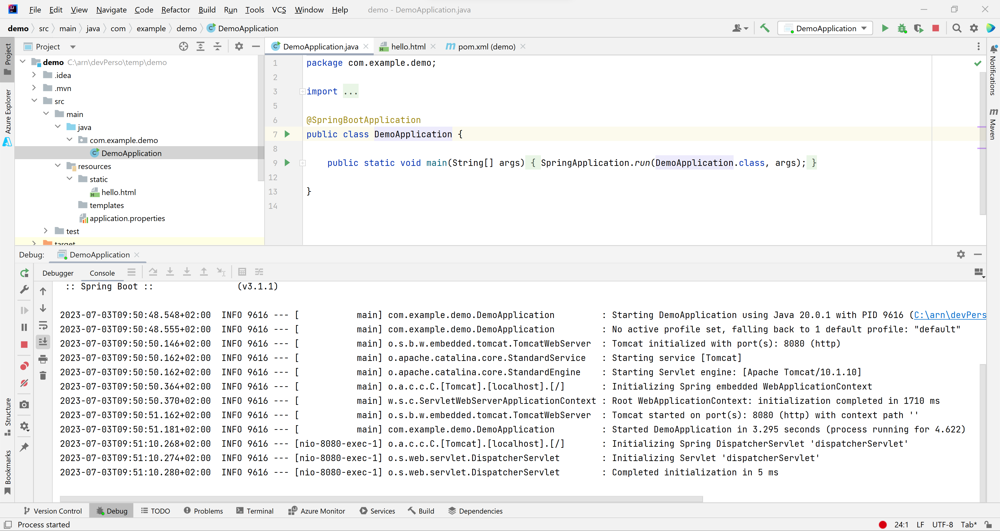 File Edit View Navigate Code Refactor Build Run Tools VCS Window Help demo - DemoApplication.java
demo src main java com example demo DemoApplication
DemoApplication
Project
DemoApplication.java hello.html pom.xml (demo)
Project
Azure Explorer
Structure
Bookmarks
Notifications
Maven
demo C:\arn\devPerso\temp\demo
.idea
.mvn
src
main
java
com.example.demo
DemoApplication
resources
static
hello.html
templates
application.properties
test
target
1 package com.example.demo;
2
3 import ...
5
6 @SpringBootApplication
7 public class DemoApplication {
8
9 public static void main(String[] args) { SpringApplication.run(DemoApplication.class, args); }
12
13 }
14
Debug: DemoApplication
Debugger Console
:: Spring Boot :: (v3.1.1)
2023-07-03T09:50:48.548+02:00 INFO 9616 --- [ main] com.example.demo.DemoApplication : Starting DemoApplication using Java 20.0.1 with PID 9616 (C:\arn\devPers
2023-07-03T09:50:48.555+02:00 INFO 9616 --- [ main] com.example.demo.DemoApplication : No active profile set, falling back to 1 default profile: "default"
2023-07-03T09:50:50.146+02:00 INFO 9616 --- [ main] o.s.b.w.embedded.tomcat.TomcatWebServer : Tomcat initialized with port(s): 8080 (http)
2023-07-03T09:50:50.162+02:00 INFO 9616 --- [ main] o.apache.catalina.core.StandardService : Starting service [Tomcat]
2023-07-03T09:50:50.162+02:00 INFO 9616 --- [ main] o.apache.catalina.core.StandardEngine : Starting Servlet engine: [Apache Tomcat/10.1.10]
2023-07-03T09:50:50.364+02:00 INFO 9616 --- [ main] o.a.c.c.C.[Tomcat].[localhost].[/] : Initializing Spring embedded WebApplicationContext
2023-07-03T09:50:50.370+02:00 INFO 9616 --- [ main] w.s.c.ServletWebServerApplicationContext : Root WebApplicationContext: initialization completed in 1710 ms
2023-07-03T09:50:51.162+02:00 INFO 9616 --- [ main] o.s.b.w.embedded.tomcat.TomcatWebServer : Tomcat started on port(s): 8080 (http) with context path ''
2023-07-03T09:50:51.181+02:00 INFO 9616 --- [ main] com.example.demo.DemoApplication : Started DemoApplication in 3.295 seconds (process running for 4.622)
2023-07-03T09:51:10.268+02:00 INFO 9616 --- [nio-8080-exec-1] o.a.c.c.C.[Tomcat].[localhost].[/] : Initializing Spring DispatcherServlet 'dispatcherServlet'
2023-07-03T09:51:10.274+02:00 INFO 9616 --- [nio-8080-exec-1] o.s.web.servlet.DispatcherServlet : Initializing Servlet 'dispatcherServlet'
2023-07-03T09:51:10.280+02:00 INFO 9616 --- [nio-8080-exec-1] o.s.web.servlet.DispatcherServlet : Completed initialization in 5 ms
Version Control Debug TODO Problems Terminal Azure Monitor Services Build Dependencies
Process started 24:1 LF UTF-8 Tab*